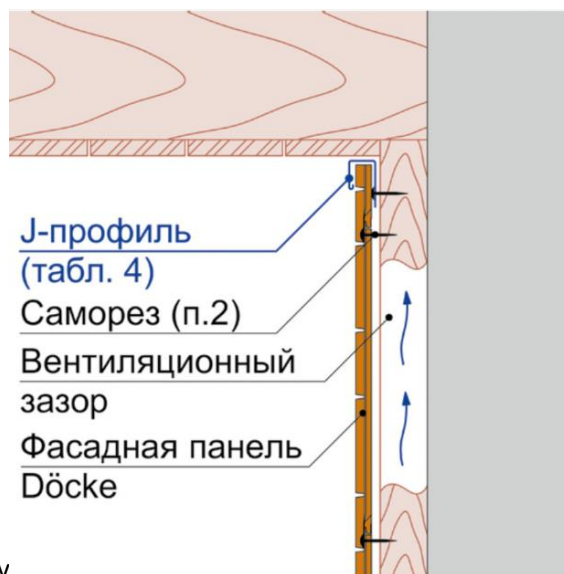 J-профиль
(табл. 4)
Саморез (п.2)
Вентиляционный
зазор
Фасадная панель
Döcke